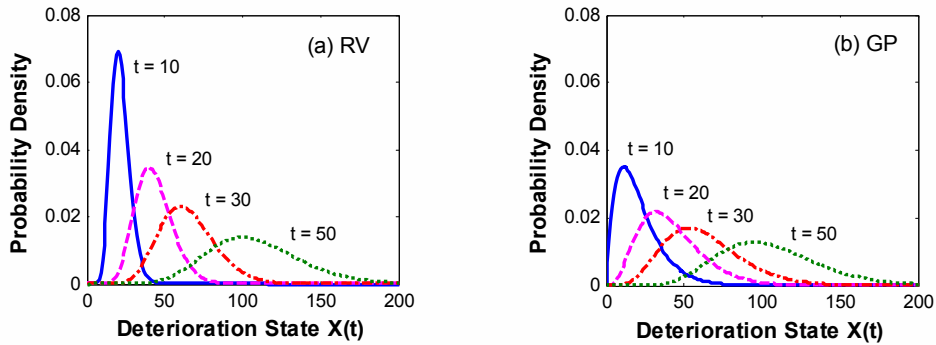 (a) RV
t = 10
t = 20
t = 30
t = 50
Probability Density
0.08
0.06
0.04
0.02
0
0 50 100 150 200
Deterioration State X(t)
(b) GP
t = 10
t = 20
t = 30
t = 50
Probability Density
0.08
0.06
0.04
0.02
0
0 50 100 150 200
Deterioration State X(t)